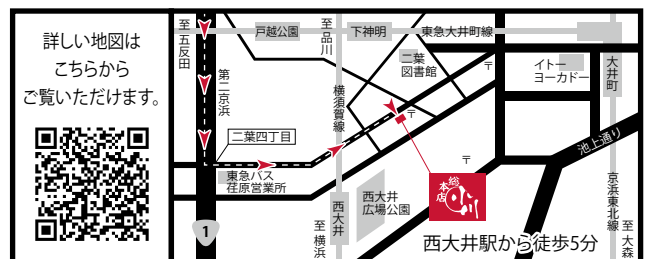 詳しい地図は
こちらから
ご覧いただけます。
至五反田
第二京浜
戸越公園
至品川
下神明
東急大井町線
二葉
図書館
〒
イトー
ヨーカドー
大井町
横須賀線
二葉四丁目
〒
池上通り
東急バス
荏原営業所
〒
1
西大井
西大井
広場公園
総本店
小川
京浜東北線
至横浜
西大井駅から徒歩5分
至大森